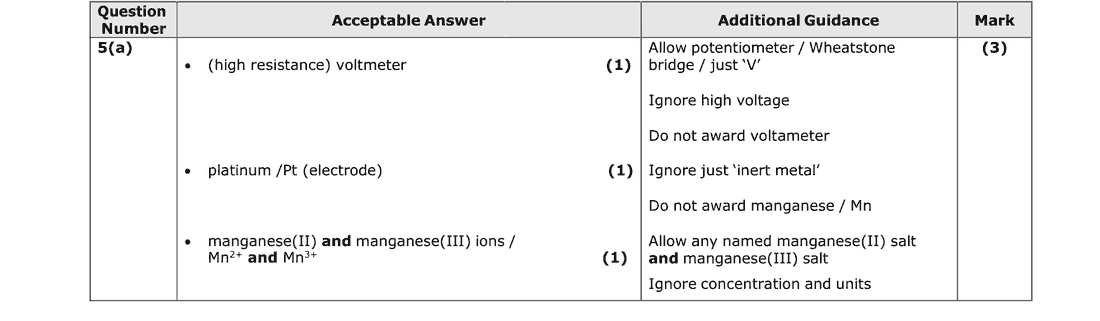 Question
Number
Acceptable Answer
Additional Guidance
Mark
5(a)
• (high resistance) voltmeter (1)
Allow potentiometer / Wheatstone
bridge / just ‘V’
(3)
Ignore high voltage
Do not award voltameter
• platinum /Pt (electrode) (1)
Ignore just ‘inert metal’
Do not award manganese / Mn
• manganese(II) and manganese(III) ions /
Mn²⁺ and Mn³⁺ (1)
Allow any named manganese(II) salt
and manganese(III) salt
Ignore concentration and units